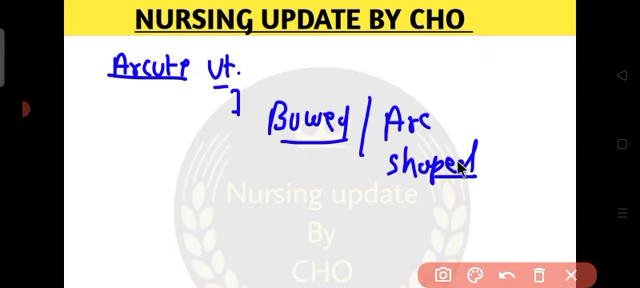 NURSING UPDATE BY CHO
Arcute Ut.
Bowed / Arc
shaped
Nursing update
By
CHO